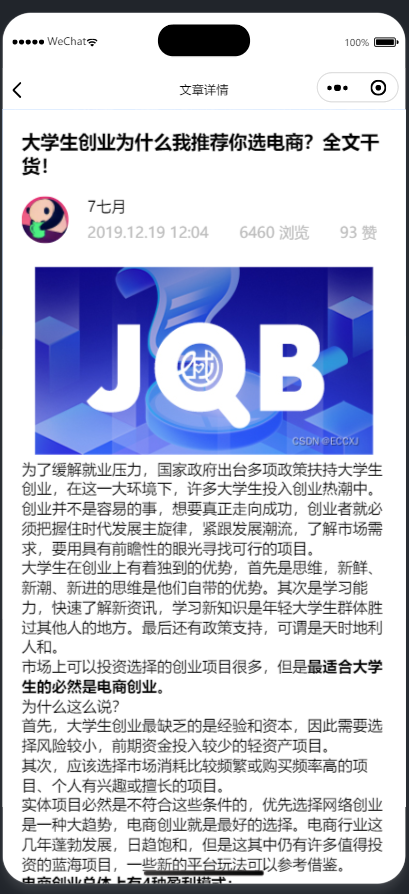 WeChat
100%
文章详情
大学生创业为什么我推荐你选电商？全文干
货！
7七月
2019.12.19 12:04 6460 浏览 93 赞
JQB
CSDN @ECCXJ
为了缓解就业压力，国家政府出台多项政策扶持大学生
创业，在这一大环境下，许多大学生投入创业热潮中。
创业并不是容易的事，想要真正走向成功，创业者就必
须把握住时代发展主旋律，紧跟发展潮流，了解市场需
求，要用具有前瞻性的眼光寻找可行的项目。
大学生在创业上有着独到的优势，首先是思维，新鲜、
新潮、新进的思维是他们自带的优势。其次是学习能
力，快速了解新资讯，学习新知识是年轻大学生群体胜
过其他人的地方。最后还有政策支持，可谓是天时地利
人和。
市场上可以投资选择的创业项目很多，但是最适合大学
生的必然是电商创业。
为什么这么说？
首先，大学生创业最缺乏的是经验和资本，因此需要选
择风险较小，前期资金投入较少的轻资产项目。
其次，应该选择市场消耗比较频繁或购买频率高的项
目、个人有兴趣或擅长的项目。
实体项目必然是不符合这些条件的，优先选择网络创业
是一种大趋势，电商创业就是最好的选择。电商行业这
几年蓬勃发展，日趋饱和，但是这其中仍有许多值得投
资的蓝海项目，一些新的平台玩法可以参考借鉴。
电商创业总体上有4种盈利模式：